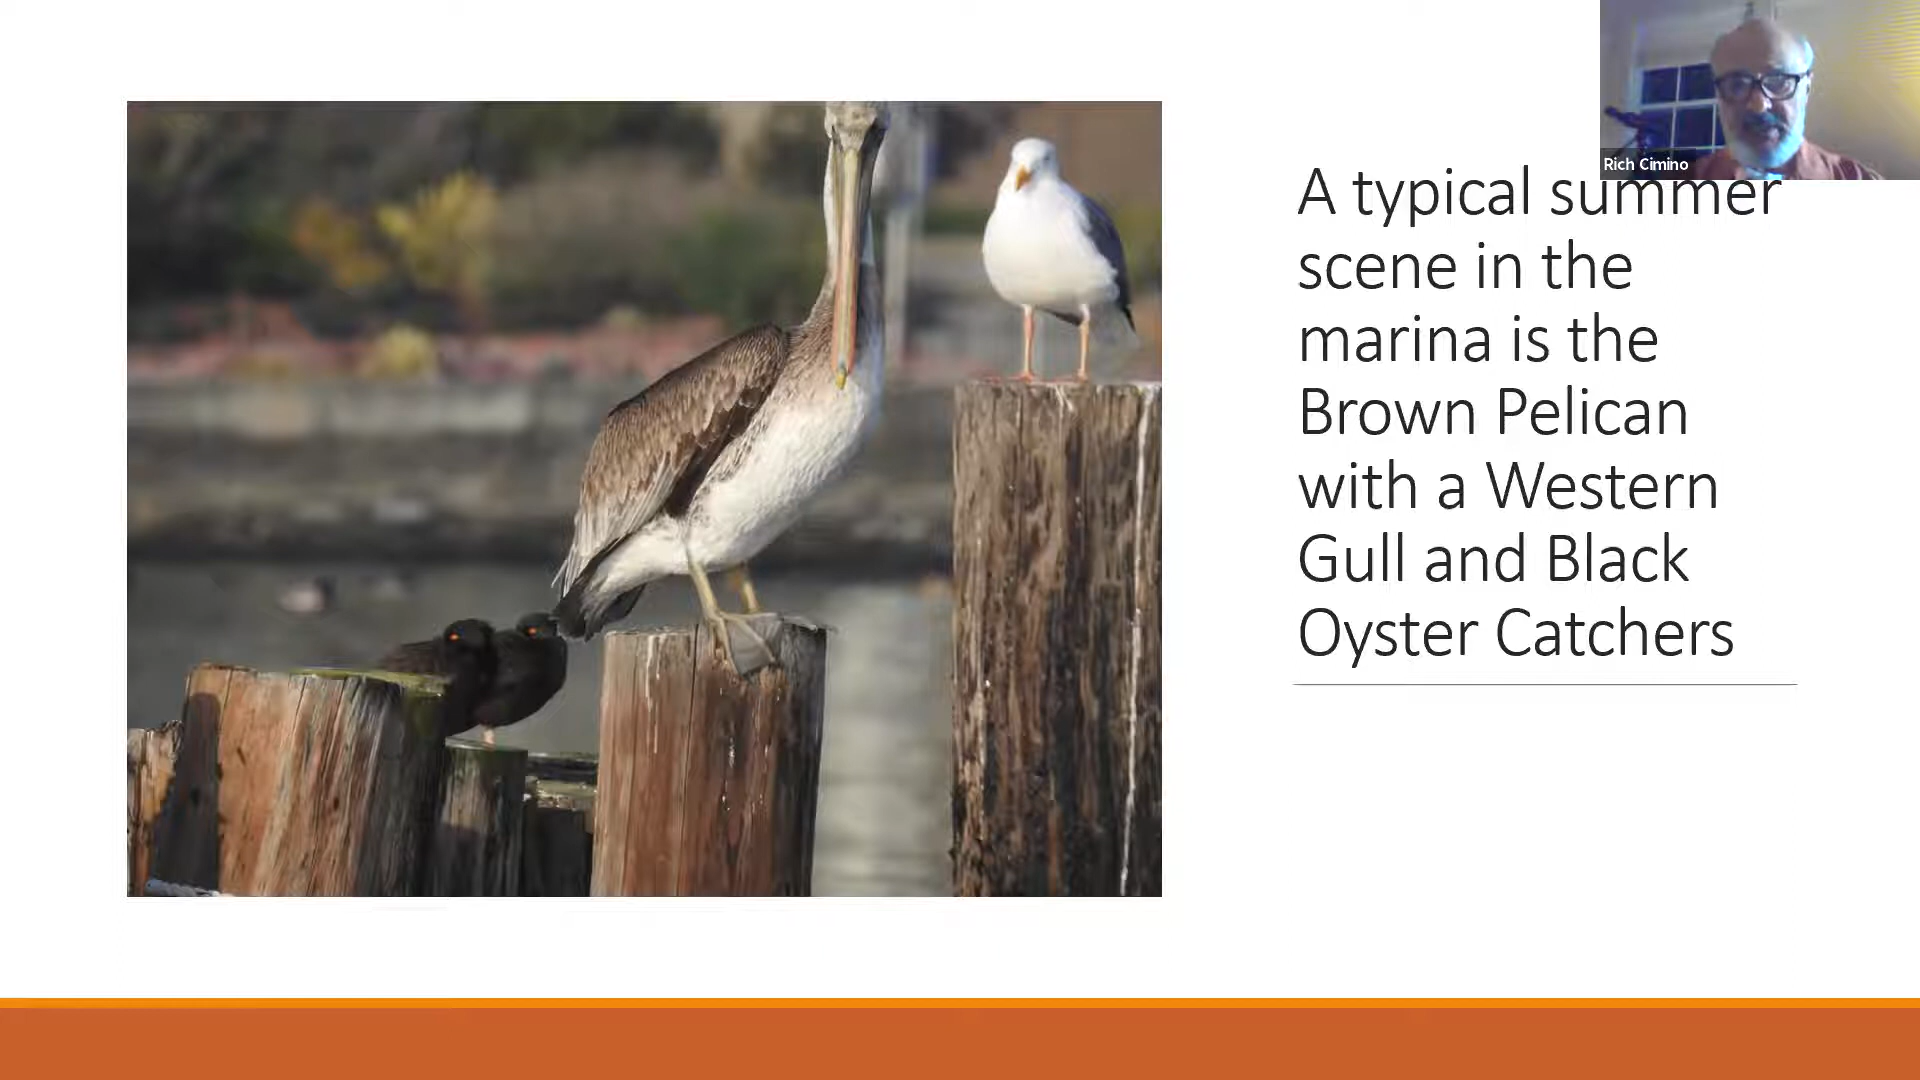 Rich Cimino
A typical summer
scene in the
marina is the
Brown Pelican
with a Western
Gull and Black
Oyster Catchers